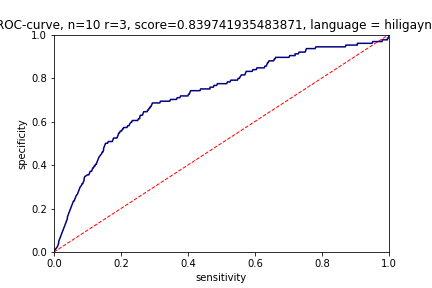 ROC-curve, n=10 r=3, score=0.839741935483871, language = hiligayn
1.0
0.8
0.6
0.4
0.2
0.0
specificity
0.0 0.2 0.4 0.6 0.8 1.0
sensitivity